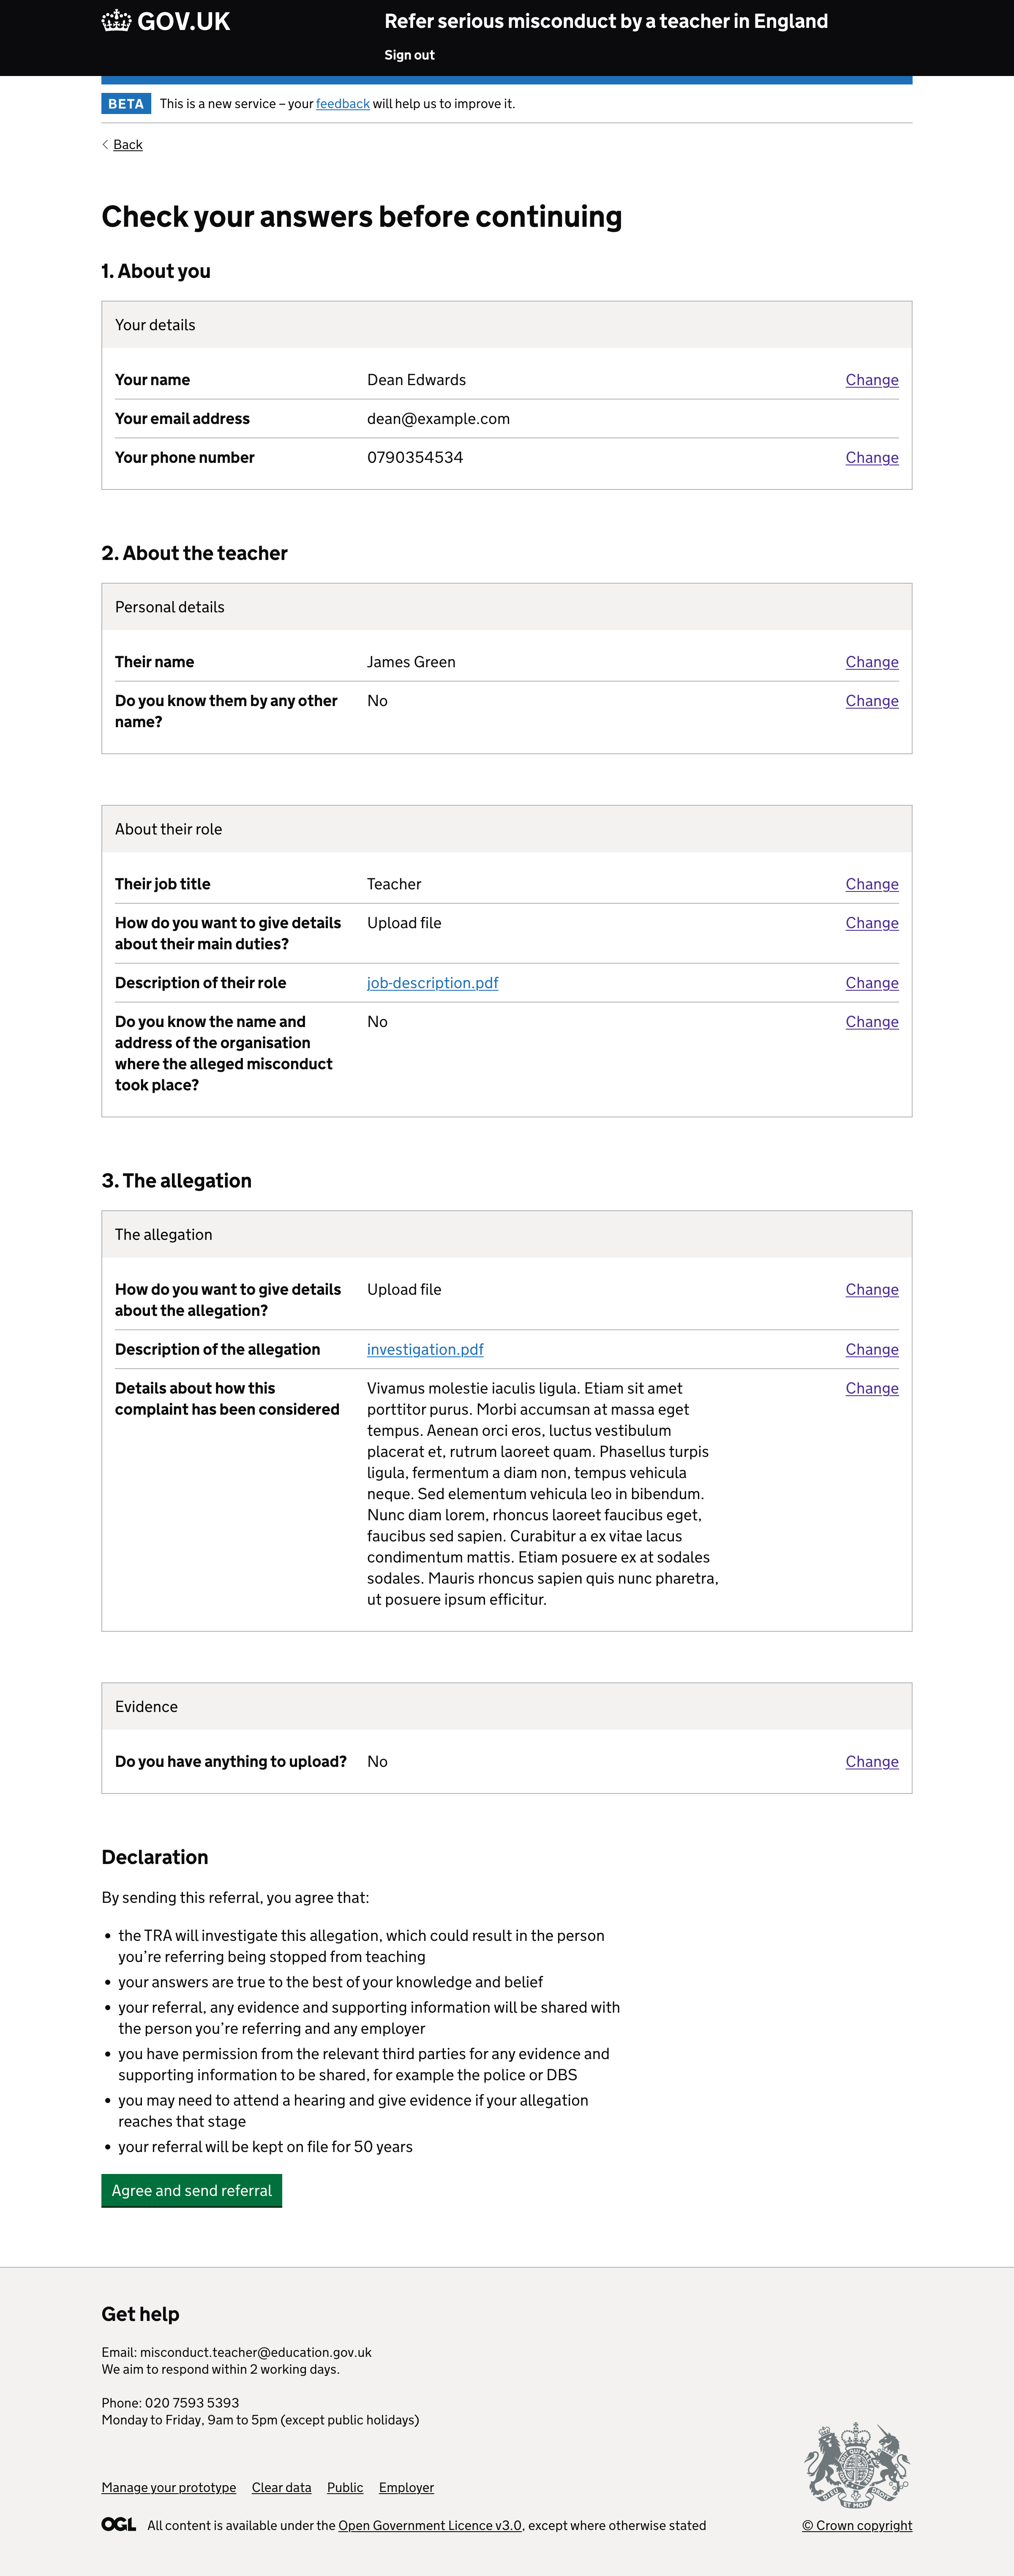 GOV.UK
Refer serious misconduct by a teacher in England
Sign out
BETA This is a new service – your feedback will help us to improve it.
Back
Check your answers before continuing
1. About you
Your details
Your name Dean Edwards Change
Your email address dean@example.com
Your phone number 0790354534 Change
2. About the teacher
Personal details
Their name James Green Change
Do you know them by any other No Change
name?
About their role
Their job title Teacher Change
How do you want to give details Upload file Change
about their main duties?
Description of their role job-description.pdf Change
Do you know the name and No Change
address of the organisation
where the alleged misconduct
took place?
3. The allegation
The allegation
How do you want to give details Upload file Change
about the allegation?
Description of the allegation investigation.pdf Change
Details about how this Vivamus molestie iaculis ligula. Etiam sit amet Change
complaint has been considered porttitor purus. Morbi accumsan at massa eget
tempus. Aenean orci eros, luctus vestibulum
placerat et, rutrum laoreet quam. Phasellus turpis
ligula, fermentum a diam non, tempus vehicula
neque. Sed elementum vehicula leo in bibendum.
Nunc diam lorem, rhoncus laoreet faucibus eget,
faucibus sed sapien. Curabitur a ex vitae lacus
condimentum mattis. Etiam posuere ex at sodales
sodales. Mauris rhoncus sapien quis nunc pharetra,
ut posuere ipsum efficitur.
Evidence
Do you have anything to upload? No Change
Declaration
By sending this referral, you agree that:
• the TRA will investigate this allegation, which could result in the person
you’re referring being stopped from teaching
• your answers are true to the best of your knowledge and belief
• your referral, any evidence and supporting information will be shared with
the person you’re referring and any employer
• you have permission from the relevant third parties for any evidence and
supporting information to be shared, for example the police or DBS
• you may need to attend a hearing and give evidence if your allegation
reaches that stage
• your referral will be kept on file for 50 years
Agree and send referral
Get help
Email: misconduct.teacher@education.gov.uk
We aim to respond within 2 working days.
Phone: 020 7593 5393
Monday to Friday, 9am to 5pm (except public holidays)
Manage your prototype Clear data Public Employer
OGL All content is available under the Open Government Licence v3.0, except where otherwise stated
© Crown copyright